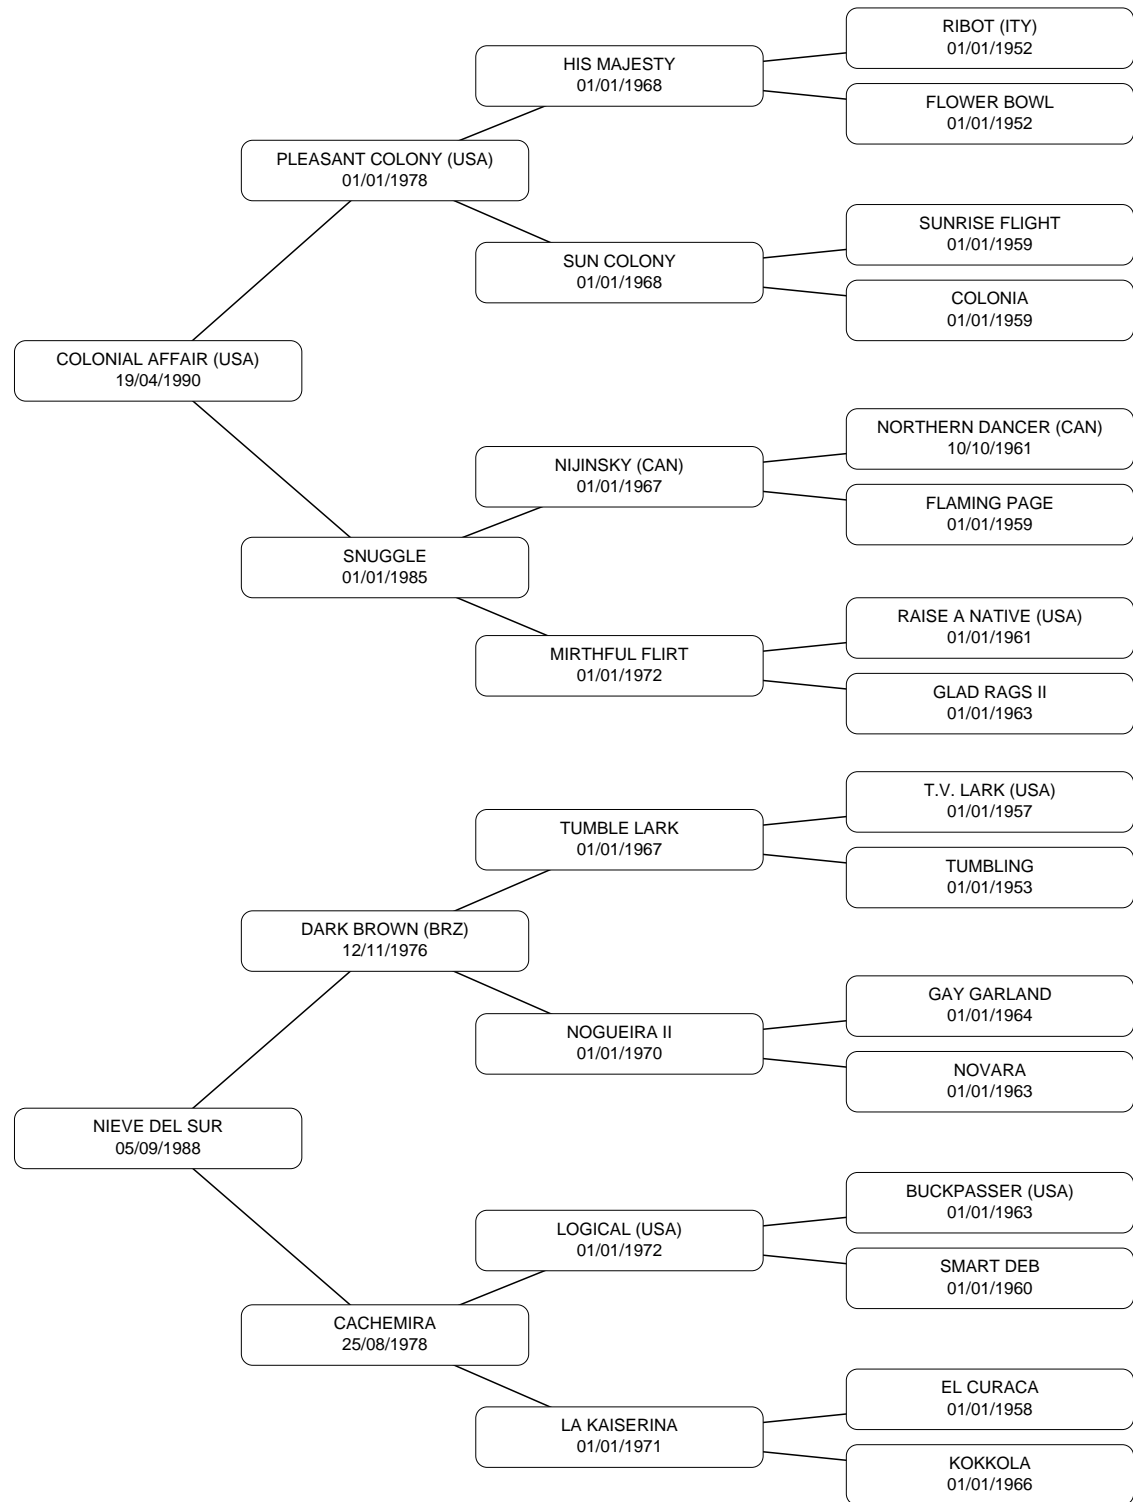 RIBOT (ITY)
01/01/1952
HIS MAJESTY
01/01/1968
FLOWER BOWL
01/01/1952
PLEASANT COLONY (USA)
01/01/1978
SUNRISE FLIGHT
01/01/1959
SUN COLONY
01/01/1968
COLONIA
01/01/1959
COLONIAL AFFAIR (USA)
19/04/1990
NORTHERN DANCER (CAN)
10/10/1961
NIJINSKY (CAN)
01/01/1967
FLAMING PAGE
01/01/1959
SNUGGLE
01/01/1985
RAISE A NATIVE (USA)
01/01/1961
MIRTHFUL FLIRT
01/01/1972
GLAD RAGS II
01/01/1963
T.V. LARK (USA)
01/01/1957
TUMBLE LARK
01/01/1967
TUMBLING
01/01/1953
DARK BROWN (BRZ)
12/11/1976
GAY GARLAND
01/01/1964
NOGUEIRA II
01/01/1970
NOVARA
01/01/1963
NIEVE DEL SUR
05/09/1988
BUCKPASSER (USA)
01/01/1963
LOGICAL (USA)
01/01/1972
SMART DEB
01/01/1960
CACHEMIRA
25/08/1978
EL CURACA
01/01/1958
LA KAISERINA
01/01/1971
KOKKOLA
01/01/1966